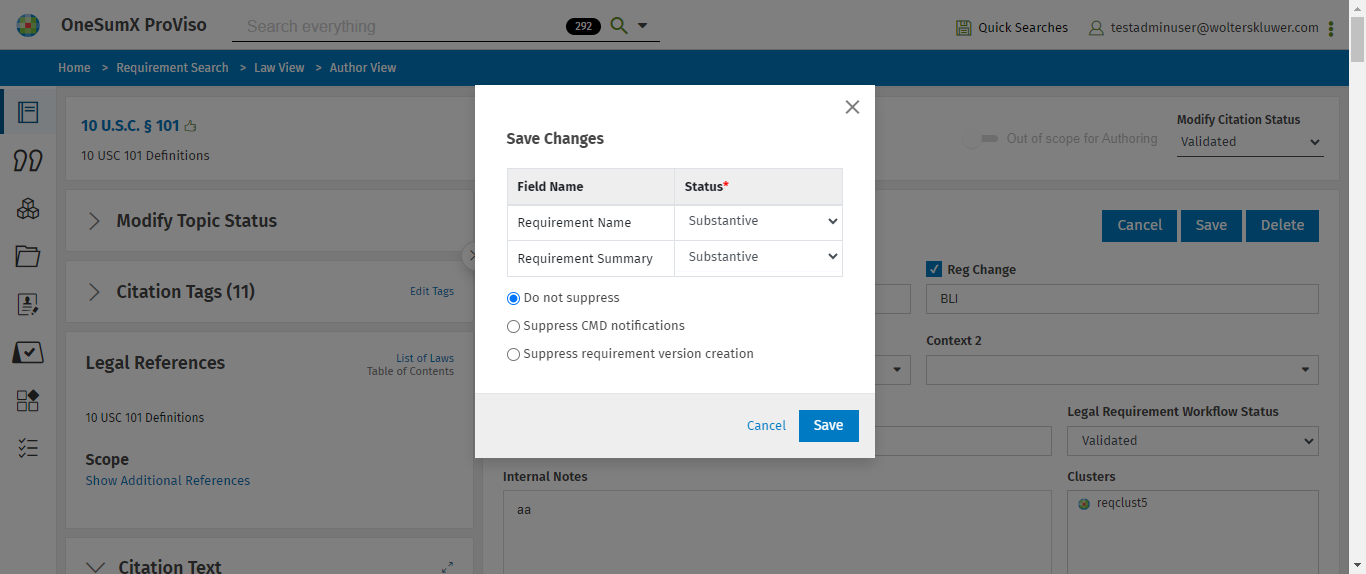 OneSumX ProViso
Search everything
292
Quick Searches
testadminuser@wolterskluwer.com
Home > Requirement Search > Law View > Author View
10 U.S.C. § 101
10 USC 101 Definitions
Out of scope for Authoring
Modify Citation Status
Validated
Modify Topic Status
Citation Tags (11)
Edit Tags
Legal References
List of Laws
Table of Contents
10 USC 101 Definitions
Scope
Show Additional References
Citation Text
Save Changes
Field Name Status*
Requirement Name Substantive
Requirement Summary Substantive
Do not suppress
Suppress CMD notifications
Suppress requirement version creation
Cancel Save
Cancel Save Delete
Reg Change
BLI
Context 2
Legal Requirement Workflow Status
Validated
Internal Notes
aa
Clusters
reqclust5